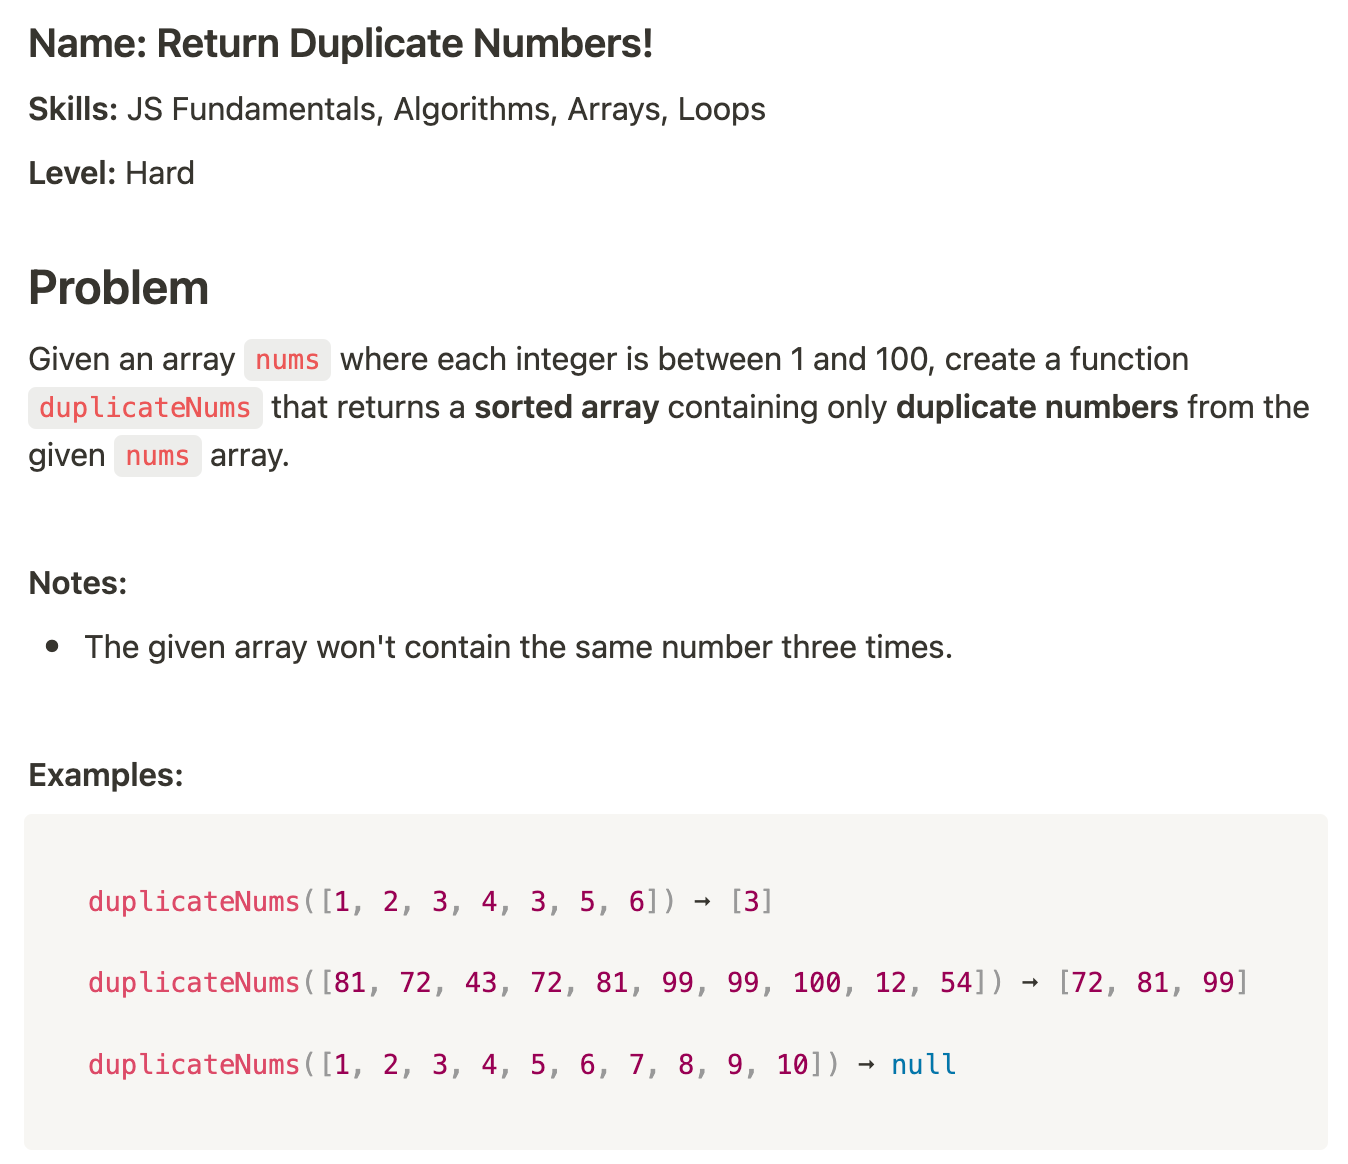 Name: Return Duplicate Numbers!
Skills: JS Fundamentals, Algorithms, Arrays, Loops
Level: Hard
Problem
Given an array nums where each integer is between 1 and 100, create a function
duplicateNums that returns a sorted array containing only duplicate numbers from the
given nums array.
Notes:
• The given array won't contain the same number three times.
Examples:
duplicateNums([1, 2, 3, 4, 3, 5, 6]) → [3]
duplicateNums([81, 72, 43, 72, 81, 99, 99, 100, 12, 54]) → [72, 81, 99]
duplicateNums([1, 2, 3, 4, 5, 6, 7, 8, 9, 10]) → null